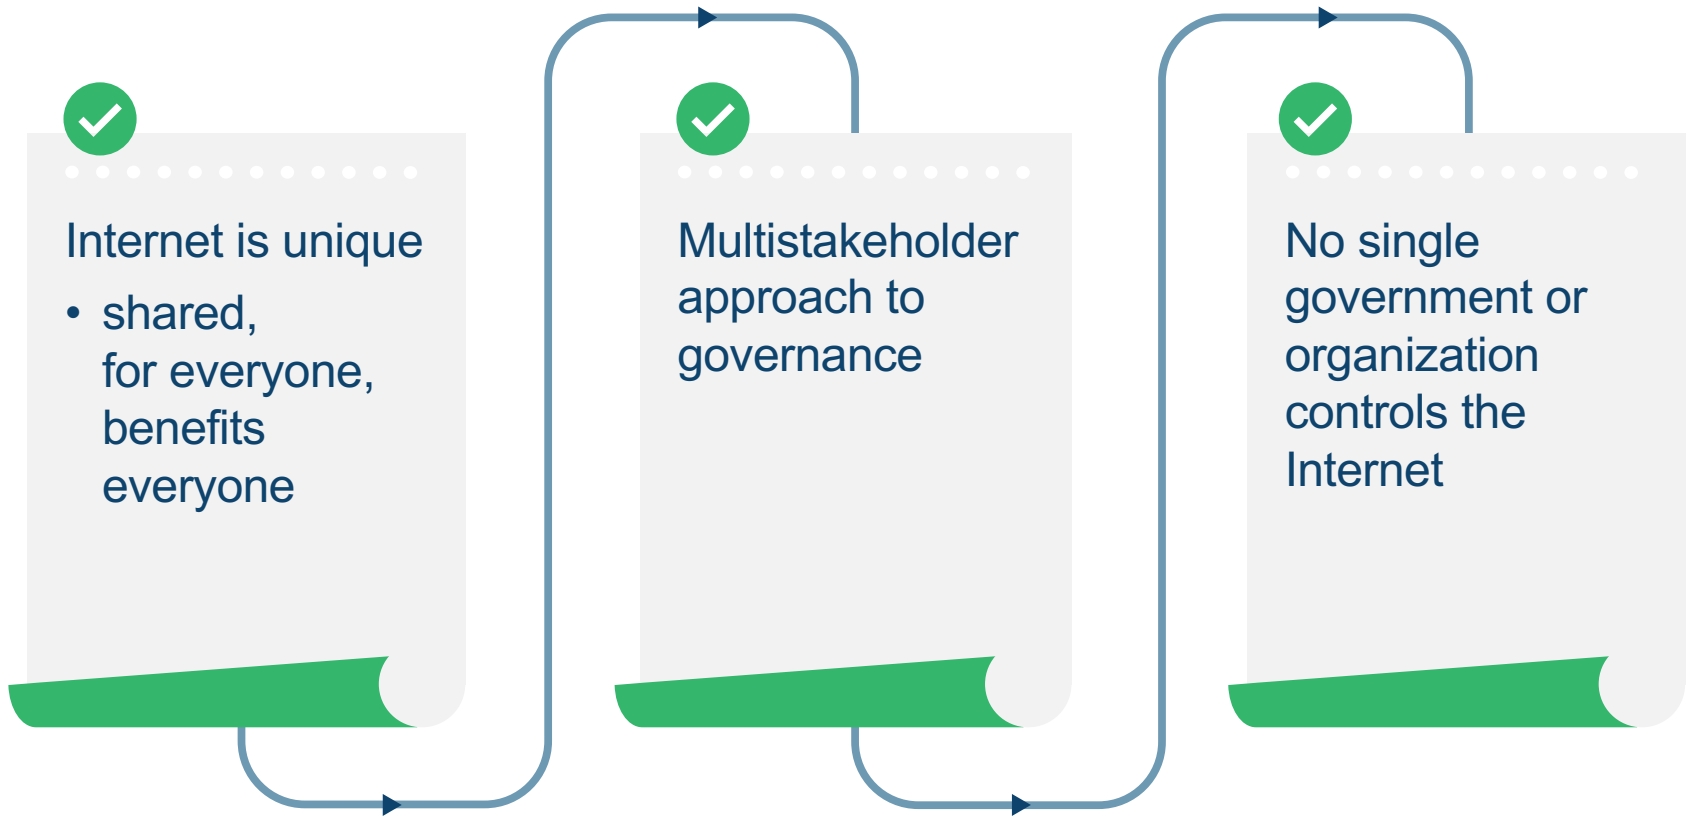 Internet is unique
• shared,
for everyone,
benefits
everyone
Multistakeholder
approach to
governance
No single
government or
organization
controls the
Internet